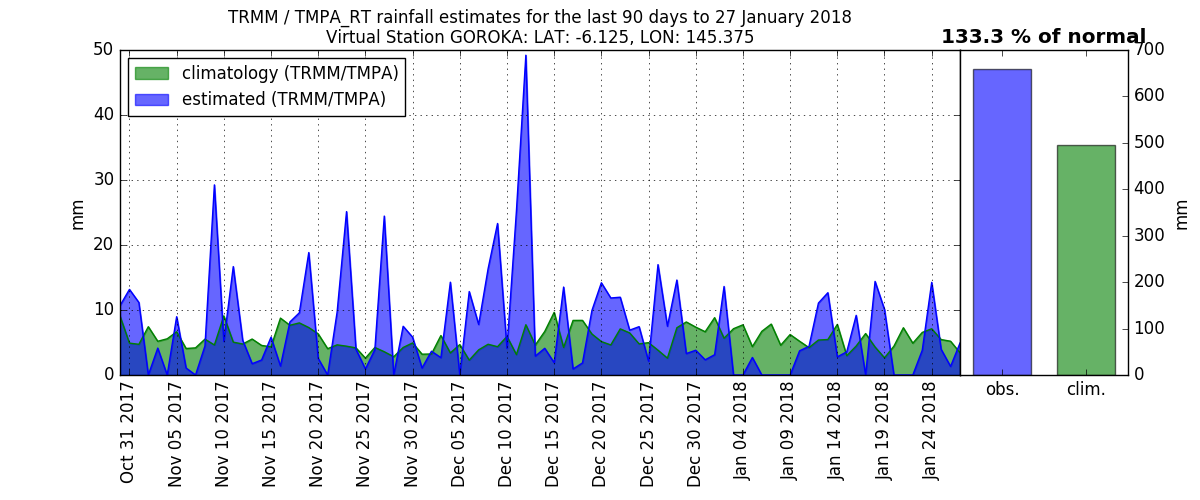 TRMM / TMPA_RT rainfall estimates for the last 90 days to 27 January 2018
Virtual Station GOROKA: LAT: -6.125, LON: 145.375
133.3 % of normal
climatology (TRMM/TMPA)
estimated (TRMM/TMPA)
50
40
30
20
10
0
mm
Oct 31 2017
Nov 05 2017
Nov 10 2017
Nov 15 2017
Nov 20 2017
Nov 25 2017
Nov 30 2017
Dec 05 2017
Dec 10 2017
Dec 15 2017
Dec 20 2017
Dec 25 2017
Dec 30 2017
Jan 04 2018
Jan 09 2018
Jan 14 2018
Jan 19 2018
Jan 24 2018
obs.
clim.
700
600
500
400
300
200
100
0
mm